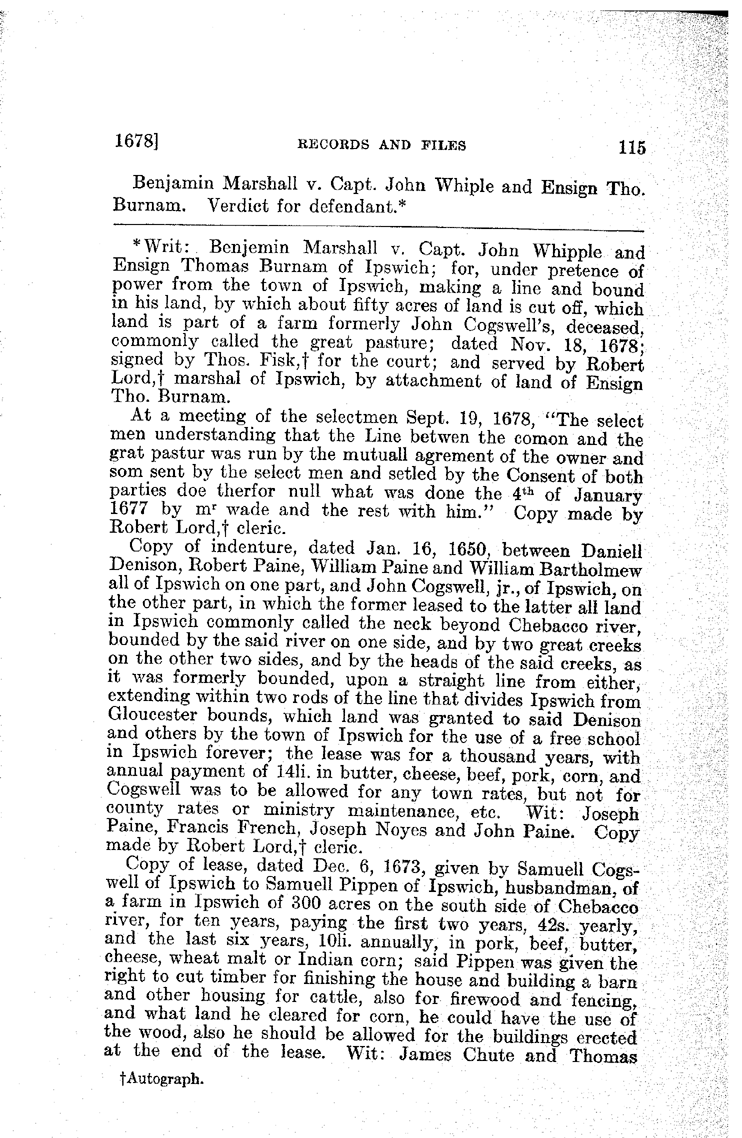 1678] RECORDS AND FILES 115
Benjamin Marshall v. Capt. John Whiple and Ensign Tho.
Burnam. Verdict for defendant.*
*Writ: Benjemin Marshall v. Capt. John Whipple and
Ensign Thomas Burnam of Ipswich; for, under pretence of
power from the town of Ipswich, making a line and bound
in his land, by which about fifty acres of land is cut off, which
land is part of a farm formerly John Cogswell's, deceased,
commonly called the great pasture; dated Nov. 18, 1678;
signed by Thos. Fisk,† for the court; and served by Robert
Lord,† marshal of Ipswich, by attachment of land of Ensign
Tho. Burnam.
At a meeting of the selectmen Sept. 19, 1678, "The select
men understanding that the Line betwen the comon and the
grat pastur was run by the mutuall agrement of the owner and
som sent by the select men and setled by the Consent of both
parties doe therfor null what was done the 4th of January
1677 by mr wade and the rest with him." Copy made by
Robert Lord,† cleric.
Copy of indenture, dated Jan. 16, 1650, between Daniell
Denison, Robert Paine, William Paine and William Bartholmew
all of Ipswich on one part, and John Cogswell, jr., of Ipswich, on
the other part, in which the former leased to the latter all land
in Ipswich commonly called the neck beyond Chebacco river,
bounded by the said river on one side, and by two great creeks
on the other two sides, and by the heads of the said creeks, as
it was formerly bounded, upon a straight line from either,
extending within two rods of the line that divides Ipswich from
Gloucester bounds, which land was granted to said Denison
and others by the town of Ipswich for the use of a free school
in Ipswich forever; the lease was for a thousand years, with
annual payment of 14li. in butter, cheese, beef, pork, corn, and
Cogswell was to be allowed for any town rates, but not for
county rates or ministry maintenance, etc. Wit: Joseph
Paine, Francis French, Joseph Noyes and John Paine. Copy
made by Robert Lord,† cleric.
Copy of lease, dated Dec. 6, 1673, given by Samuell Cogs-
well of Ipswich to Samuell Pippen of Ipswich, husbandman, of
a farm in Ipswich of 300 acres on the south side of Chebacco
river, for ten years, paying the first two years, 42s. yearly,
and the last six years, 10li. annually, in pork, beef, butter,
cheese, wheat malt or Indian corn; said Pippen was given the
right to cut timber for finishing the house and building a barn
and other housing for cattle, also for firewood and fencing,
and what land he cleared for corn, he could have the use of
the wood, also he should be allowed for the buildings erected
at the end of the lease. Wit: James Chute and Thomas
†Autograph.